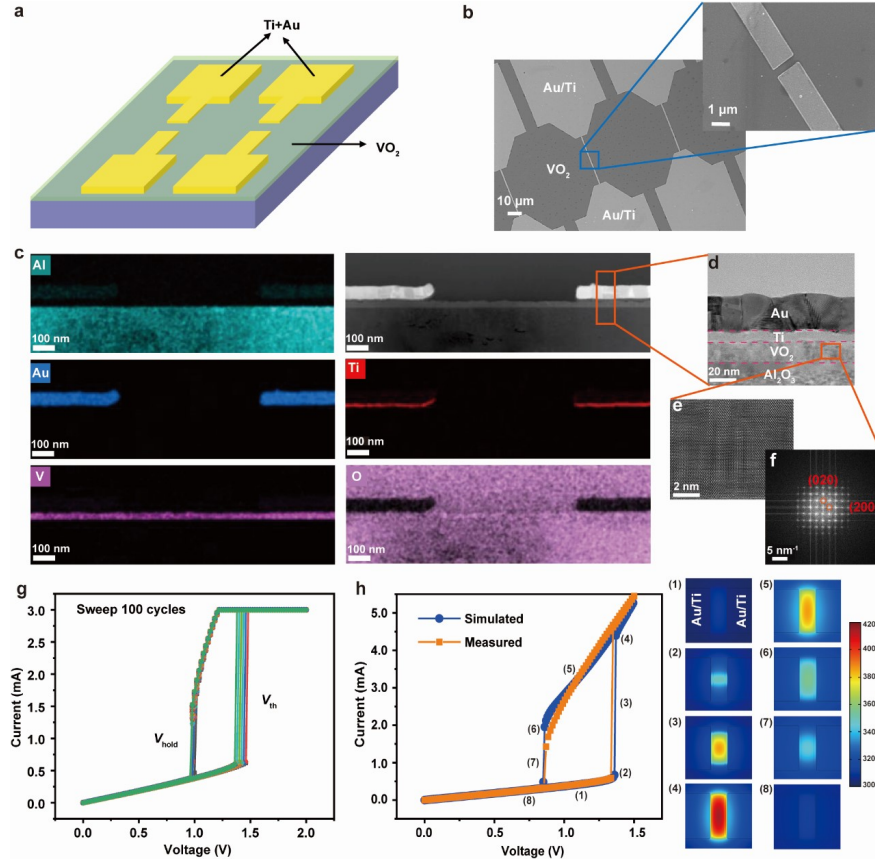 a
Ti+Au
VO2
b
Au/Ti
VO2
Au/Ti
10 μm
1 μm
c
Al
100 nm
100 nm
Au
100 nm
Ti
100 nm
V
100 nm
O
100 nm
d
Au
Ti
VO2
Al2O3
20 nm
e
2 nm
f
(020)
(200)
5 nm-1
g
Sweep 100 cycles
Vhold
Vth
Current (mA)
3.0
2.5
2.0
1.5
1.0
0.5
0.0
0.0 0.5 1.0 1.5 2.0
Voltage (V)
h
Simulated
Measured
(1)
(2)
(3)
(4)
(5)
(6)
(7)
(8)
Current (mA)
5.0
4.0
3.0
2.0
1.0
0.0
0.0 0.5 1.0 1.5
Voltage (V)
(1)
Au/Ti
Au/Ti
(2)
(3)
(4)
(5)
(6)
(7)
(8)
420
400
380
360
340
320
300